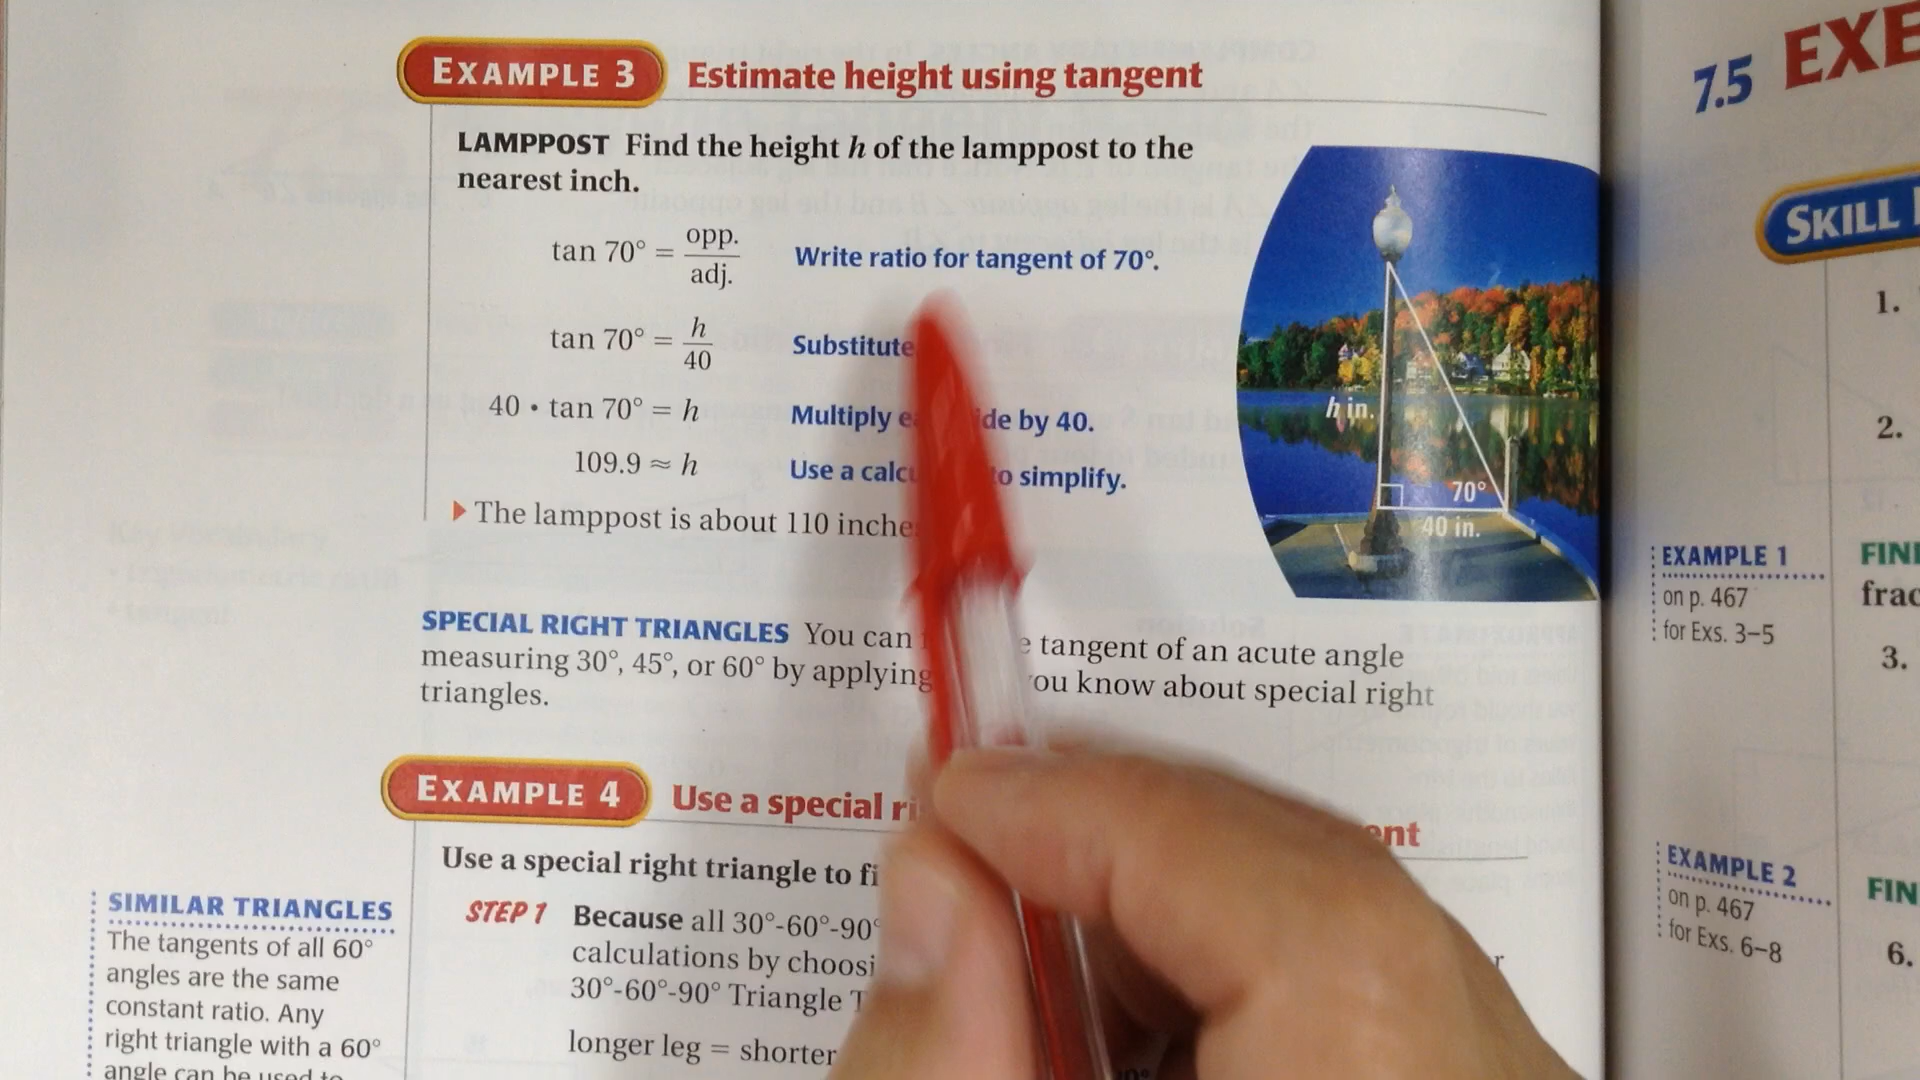 EXAMPLE 3 Estimate height using tangent
LAMPPOST Find the height h of the lamppost to the
nearest inch.
tan 70° = opp./adj. Write ratio for tangent of 70°.
tan 70° = h/40 Substitute
40 • tan 70° = h Multiply de by 40.
109.9 ≈ h Use a calc o simplify.
The lamppost is about 110 inche
h in.
70°
40 in.
SPECIAL RIGHT TRIANGLES You can e tangent of an acute angle
measuring 30°, 45°, or 60° by applying ou know about special right
triangles.
EXAMPLE 4 Use a special ri ent
Use a special right triangle to fi
STEP 1 Because all 30°-60°-90°
calculations by choosi r
30°-60°-90° Triangle T
longer leg = shorter
SIMILAR TRIANGLES
The tangents of all 60°
angles are the same
constant ratio. Any
right triangle with a 60°
angle can be used to
7.5 EXE
SKILL
1.
2.
EXAMPLE 1
on p. 467
for Exs. 3–5
FIN
frac
3.
EXAMPLE 2
on p. 467
for Exs. 6–8
FIN
6.